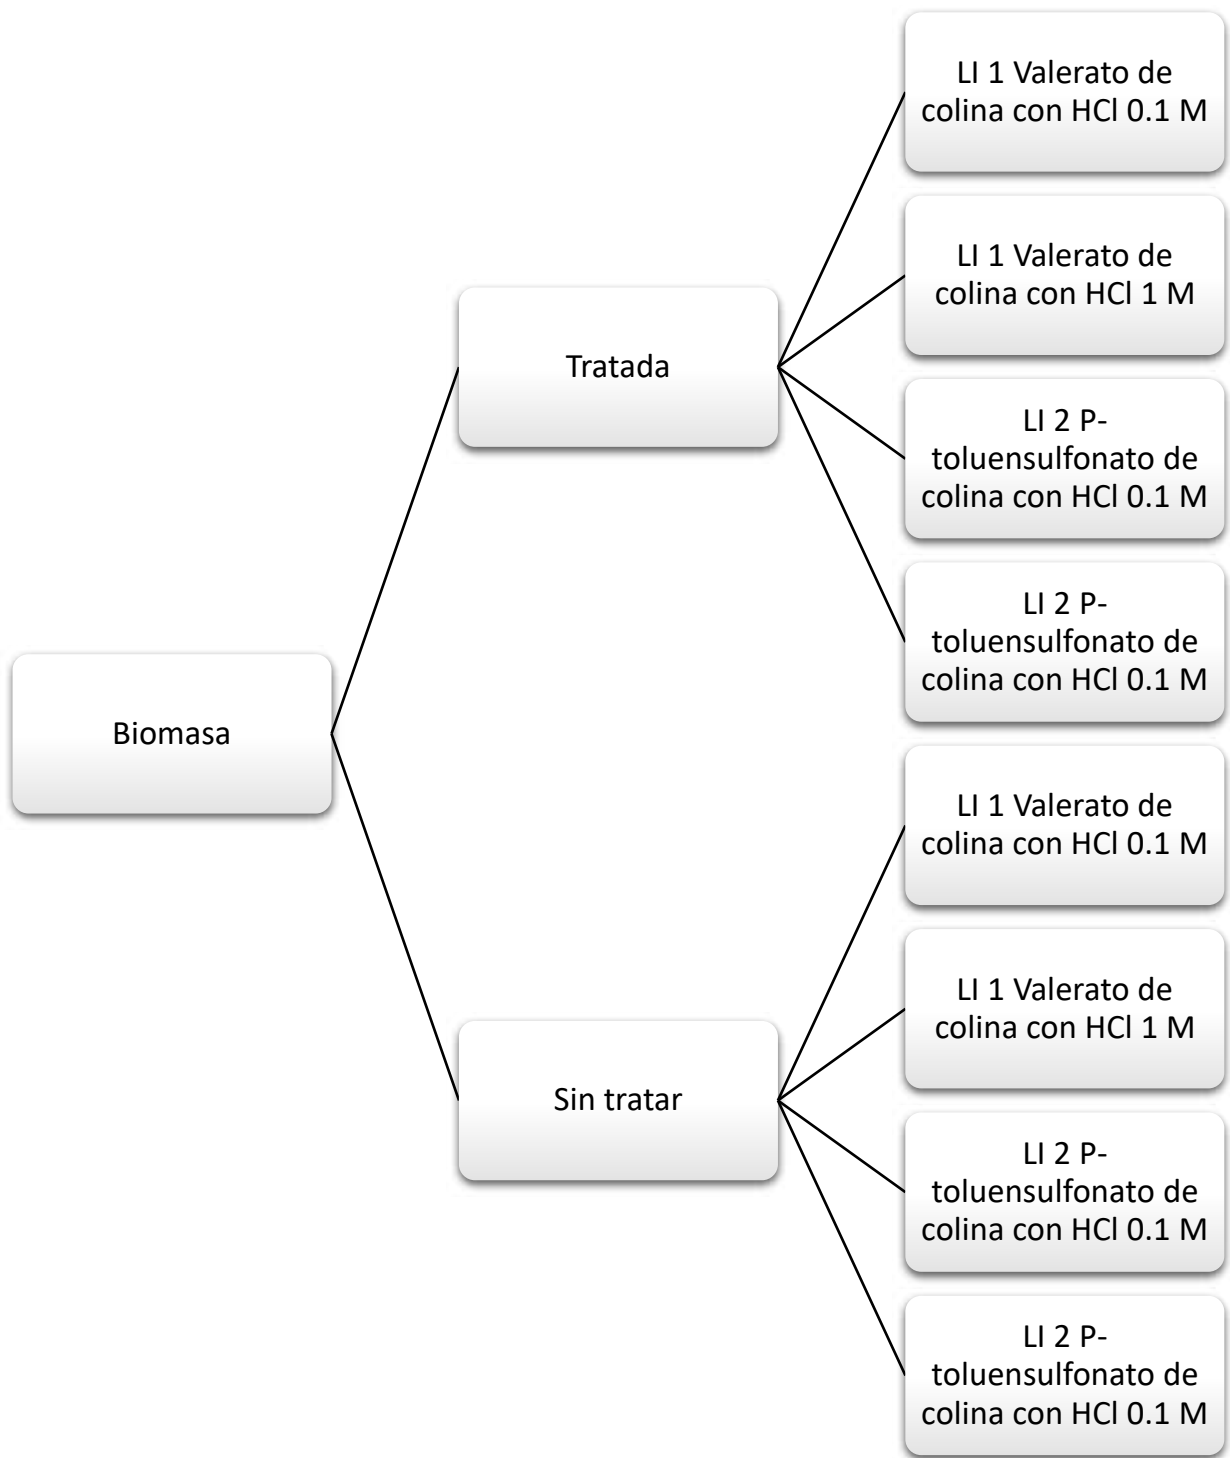 Biomasa
Tratada
LI 1 Valerato de
colina con HCl 0.1 M
LI 1 Valerato de
colina con HCl 1 M
LI 2 P-
toluensulfonato de
colina con HCl 0.1 M
LI 2 P-
toluensulfonato de
colina con HCl 0.1 M
Sin tratar
LI 1 Valerato de
colina con HCl 0.1 M
LI 1 Valerato de
colina con HCl 1 M
LI 2 P-
toluensulfonato de
colina con HCl 0.1 M
LI 2 P-
toluensulfonato de
colina con HCl 0.1 M